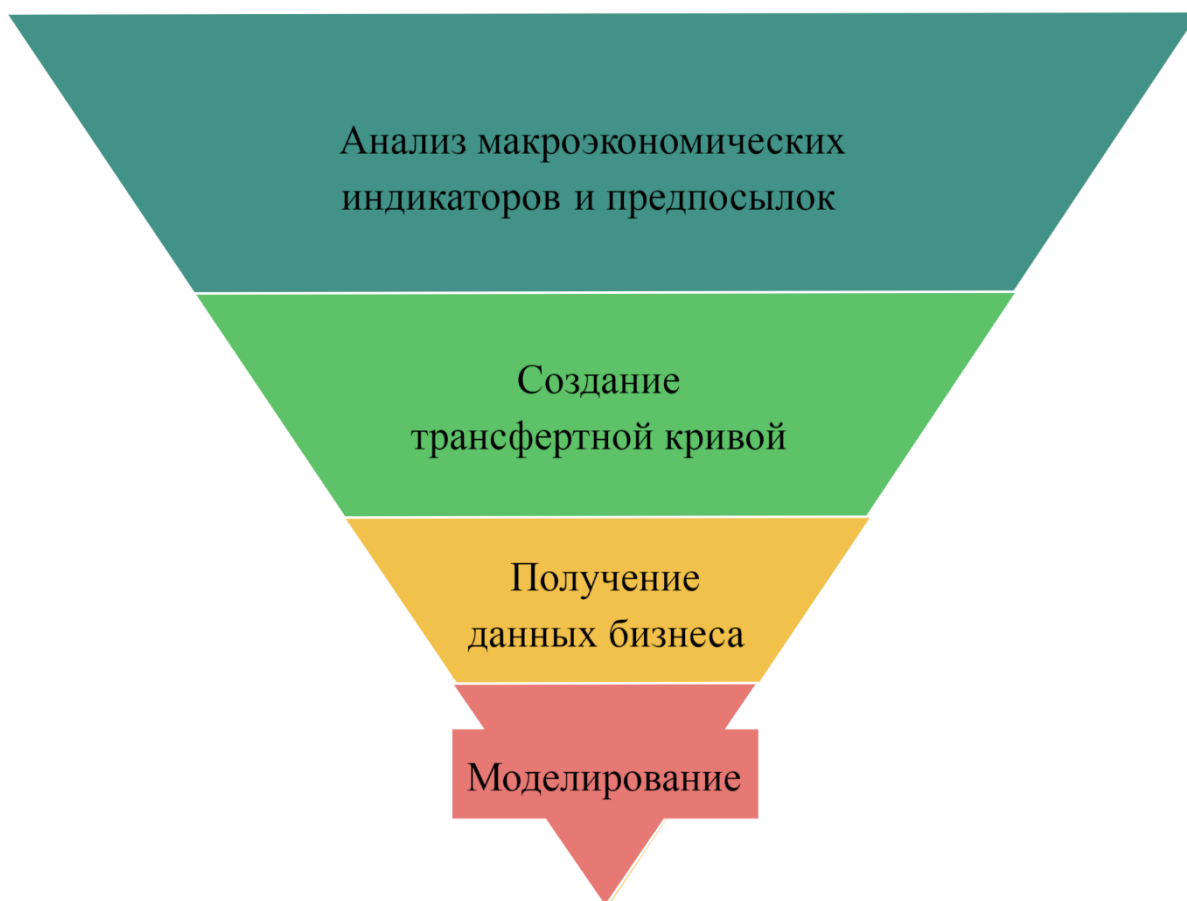 Анализ макроэкономических
индикаторов и предпосылок
Создание
трансфертной кривой
Получение
данных бизнеса
Моделирование